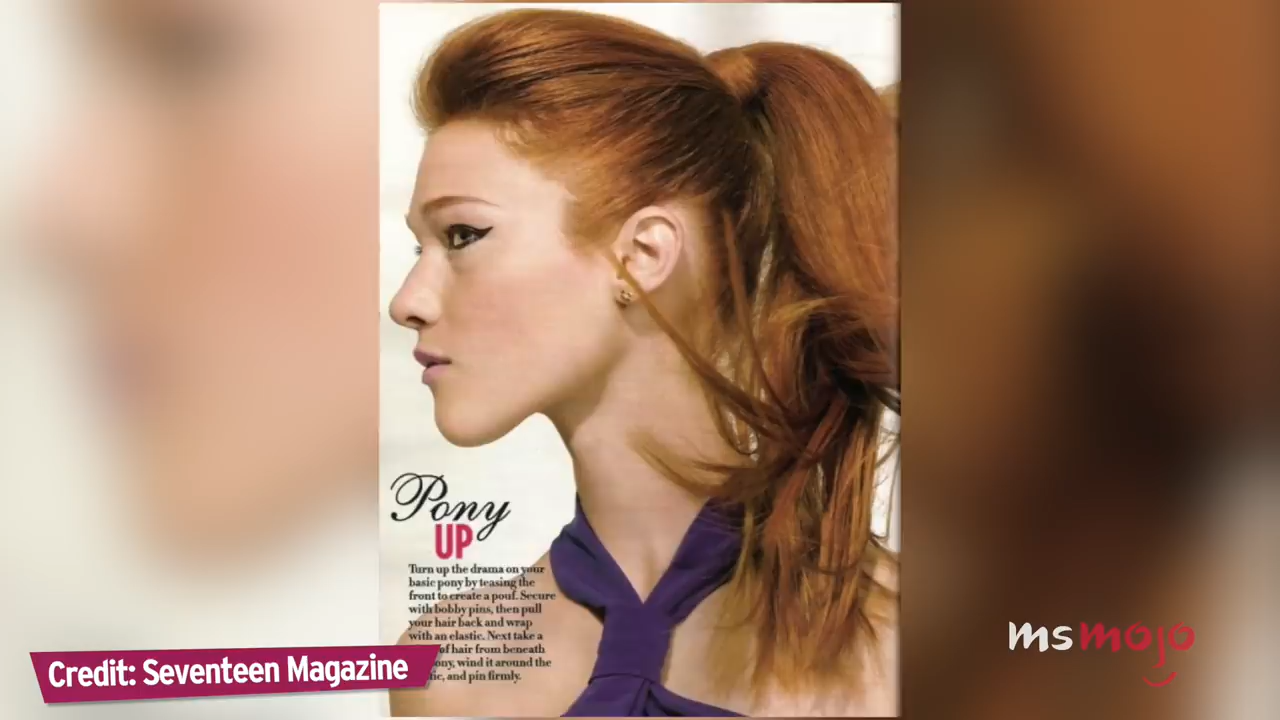 Pony
UP
Turn up the drama on your
basic pony by teasing the
front to create a pouf. Secure
with bobby pins, then pull
your hair back and wrap
with an elastic. Next take a
of hair from beneath
wind it around the
and pin firmly.
Credit: Seventeen Magazine
msmojo